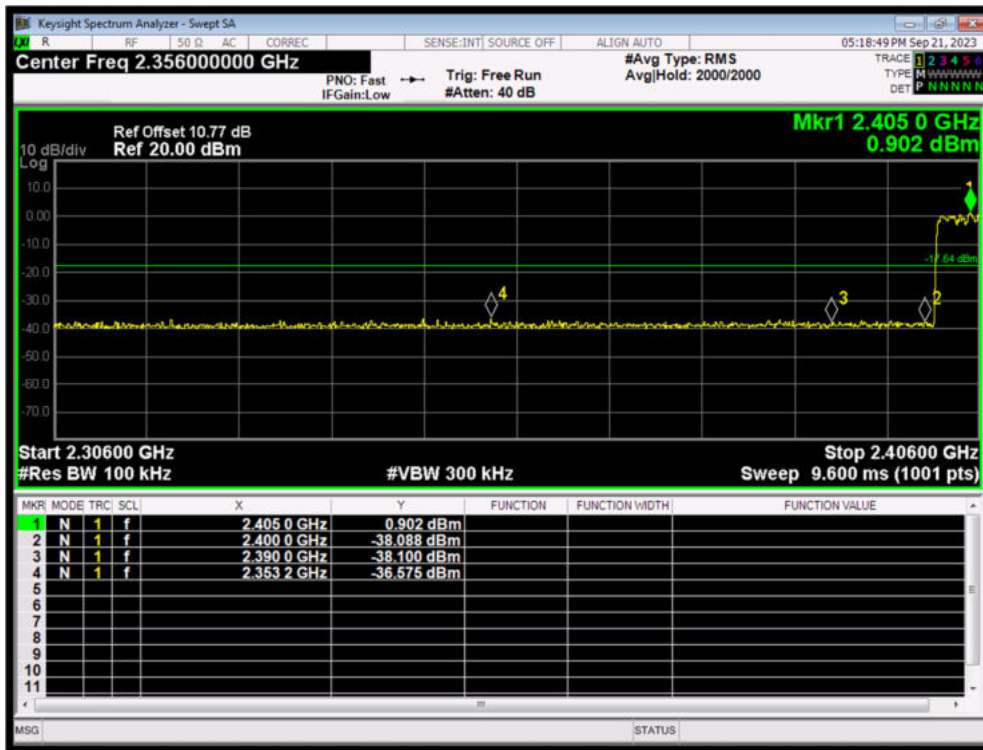 Keysight Spectrum Analyzer - Swept SA
LXI R RF 50 Ω AC CORREC SENSE:INT SOURCE OFF ALIGN AUTO 05:18:49 PM Sep 21, 2023
Center Freq 2.356000000 GHz #Avg Type: RMS TRACE 1 2 3 4 5 6
PNO: Fast Trig: Free Run Avg|Hold: 2000/2000 TYPE M WWWWW
IFGain:Low #Atten: 40 dB DET P N N N N N
Mkr1 2.405 0 GHz
0.902 dBm
Ref Offset 10.77 dB
10 dB/div Ref 20.00 dBm
Log
10.0
1
0.00
-10.0
-17.64 dBm
-20.0
-30.0
4 3 2
-40.0
-50.0
-60.0
-70.0
Start 2.30600 GHz Stop 2.40600 GHz
#Res BW 100 kHz #VBW 300 kHz Sweep 9.600 ms (1001 pts)
MKR MODE TRC SCL X Y FUNCTION FUNCTION WIDTH FUNCTION VALUE
1 N 1 f 2.405 0 GHz 0.902 dBm
2 N 1 f 2.400 0 GHz -38.088 dBm
3 N 1 f 2.390 0 GHz -38.100 dBm
4 N 1 f 2.353 2 GHz -36.575 dBm
5
6
7
8
9
10
11
MSG STATUS